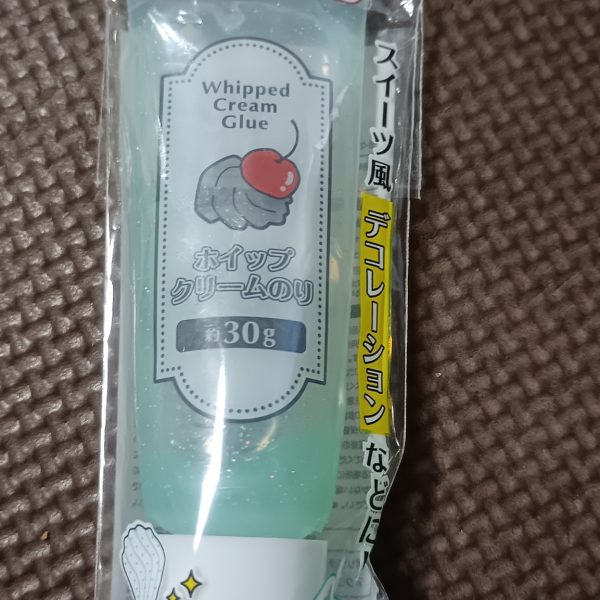 Whipped
Cream
Glue
ホイップ
クリームのり
約30g
スイーツ風
デコレーション
などに!